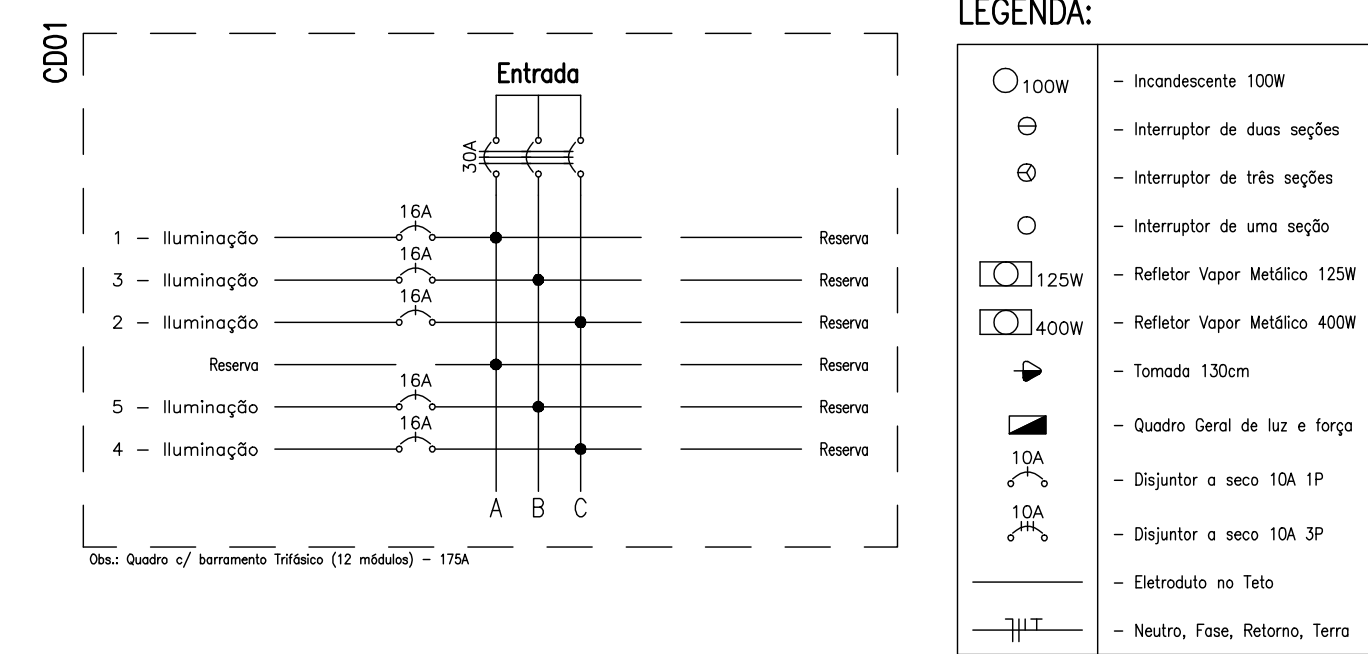 CD01
Entrada
30A
16A
1 – Iluminação
Reserva
16A
3 – Iluminação
Reserva
16A
2 – Iluminação
Reserva
Reserva
Reserva
16A
5 – Iluminação
Reserva
16A
4 – Iluminação
Reserva
A B C
Obs.: Quadro c/ barramento Trifásico (12 módulos) – 175A
LEGENDA:
100W – Incandescente 100W
– Interruptor de duas seções
– Interruptor de três seções
– Interruptor de uma seção
125W – Refletor Vapor Metálico 125W
400W – Refletor Vapor Metálico 400W
– Tomada 130cm
– Quadro Geral de luz e força
10A – Disjuntor a seco 10A 1P
10A – Disjuntor a seco 10A 3P
– Eletroduto no Teto
– Neutro, Fase, Retorno, Terra